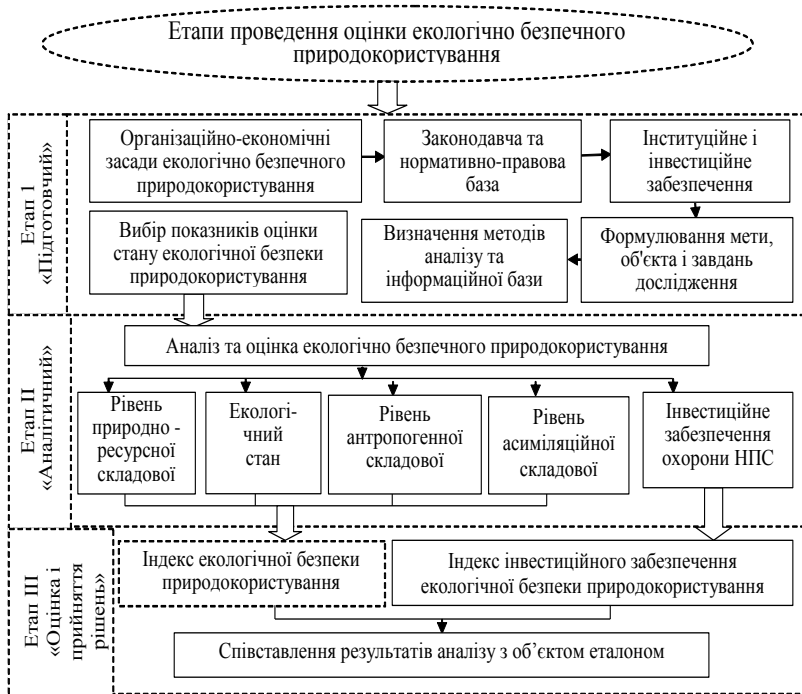 Етапи проведення оцінки екологічно безпечного
природокористування
Етап 1
«Підготовчий»
Організаційно-економічні
засади екологічно безпечного
природокористування
Законодавча та
нормативно-правова
база
Інституційне і
інвестиційне
забезпечення
Вибір показників оцінки
стану екологічної безпеки
природокористування
Визначення методів
аналізу та
інформаційної бази
Формулювання мети,
об'єкта і завдань
дослідження
Етап II
«Аналітичний»
Аналіз та оцінка екологічно безпечного природокористування
Рівень
природно -
ресурсної
складової
Екологі-
чний
стан
Рівень
антропогенної
складової
Рівень
асиміляційної
складової
Інвестиційне
забезпечення
охорони НПС
Етап III
«Оцінка і
прийняття
рішень»
Індекс екологічної безпеки
природокористування
Індекс інвестиційного забезпечення
екологічної безпеки природокористування
Співставлення результатів аналізу з об’єктом еталоном